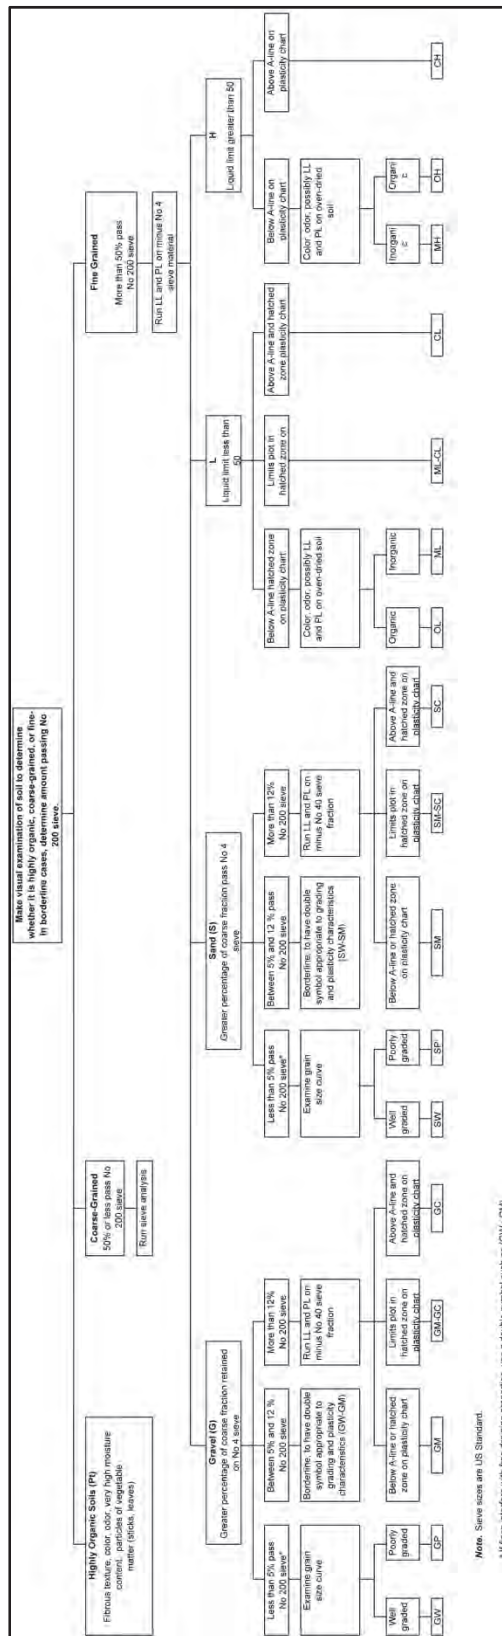 Make visual examination of soil to determine
whether it is highly organic, coarse-grained, or fine-
In borderline cases, determine amount passing No
200 sieve.
Highly Organic Soils (Pt)
Fibrous texture, color, odor, very high moisture
content, particles of vegetable
matter (sticks, leaves)
Coarse-Grained
50% or less pass No
200 sieve
Run sieve analysis
Fine Grained
More than 50% pass
No 200 sieve
Run LL and PL on minus No 4
sieve material
Gravel (G)
Greater percentage of coarse fraction retained
on No 4 sieve
Sand (S)
Greater percentage of coarse fraction pass No 4
sieve
L
Liquid limit less than
50
H
Liquid limit greater than 50
Less than 5% pass
No 200 sieve*
Between 5% and 12 %
No 200 sieve
More than 12%
No 200 sieve
Less than 5% pass
No 200 sieve*
Between 5% and 12 % pass
No 200 sieve
More than 12%
No 200 sieve
Below A-line hatched zone
on plasticity chart
Limits plot in
hatched zone on
Above A-line and hatched
zone plasticity chart
Below A-line on
plasticity chart
Above A-line on
plasticity chart
Examine grain
size curve
Borderline, to have double
symbol appropriate to
grading and plasticity
characteristics (GW-GM)
Run LL and PL on
minus No 40 sieve
fraction
Examine grain
size curve
Borderline, to have double
symbol appropriate to grading
and plasticity characteristics
(SW-SM)
Run LL and PL on
minus No 40 sieve
fraction
Color, odor, possibly LL
and PL on oven-dried soil
Color, odor, possibly LL
and PL on oven-dried
soil
Well
graded
Poorly
graded
Below A-line or hatched
zone on plasticity chart
Limits plot in
hatched zone on
plasticity chart
Above A-line and
hatched zone on
plasticity chart
Well
graded
Poorly
graded
Below A-line or hatched zone
on plasticity chart
Limits plot in
hatched zone on
plasticity chart
Above A-line and
hatched zone on
plasticity chart
Organic
Inorganic
Inorgani
c
Organi
c
GW
GP
GM
GM-GC
GC
SW
SP
SM
SM-SC
SC
OL
ML
ML-CL
CL
MH
OH
CH
Note. Sieve sizes are US Standard.